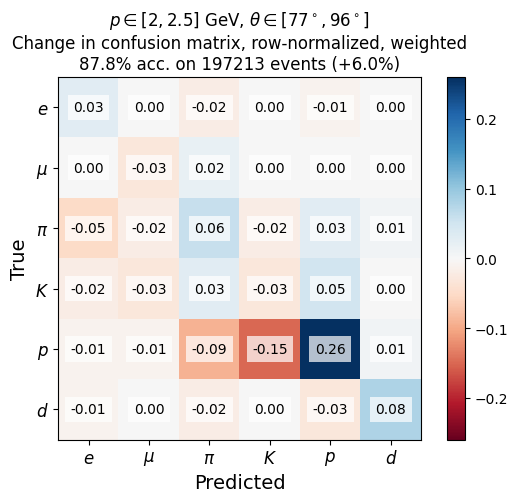 p ∈ [2, 2.5] GeV, θ ∈ [77°, 96°]
Change in confusion matrix, row-normalized, weighted
87.8% acc. on 197213 events (+6.0%)
e 0.03 0.00 -0.02 0.00 -0.01 0.00
μ 0.00 -0.03 0.02 0.00 0.00 0.00
π -0.05 -0.02 0.06 -0.02 0.03 0.01
K -0.02 -0.03 0.03 -0.03 0.05 0.00
p -0.01 -0.01 -0.09 -0.15 0.26 0.01
d -0.01 0.00 -0.02 0.00 -0.03 0.08
e μ π K p d
Predicted
True
0.2
0.1
0.0
−0.1
−0.2